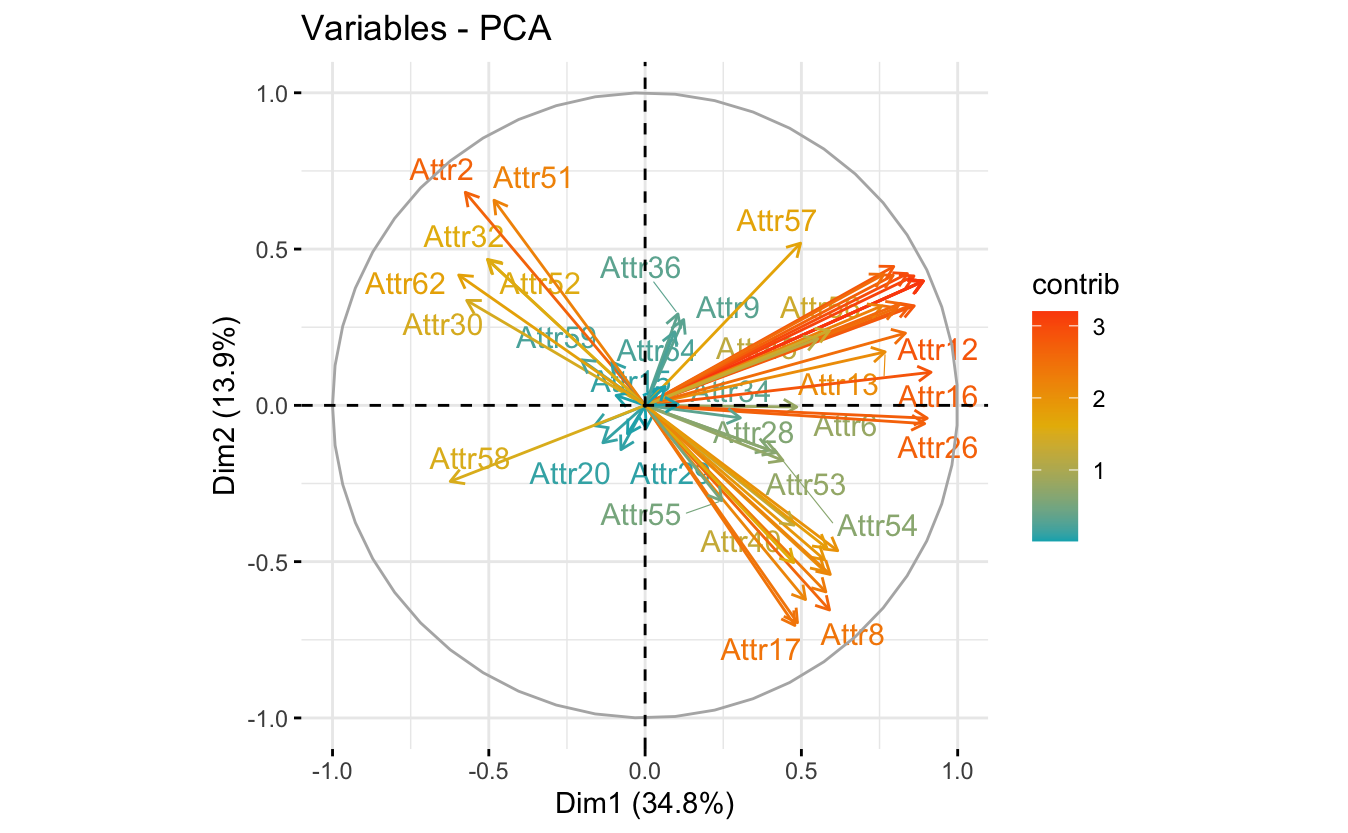 Variables - PCA
1.0
Attr2
Attr51
Attr57
0.5
Attr32
Attr36
Attr62
Attr52
contrib
Attr9
3
Attr30
Attr59
Attr64
Attr12
Attr13
2
Attr34
Attr16
0.0
Attr6
Attr28
Attr26
Attr58
1
Attr20
Attr53
Attr55
Attr54
Attr40
-0.5
Attr8
Attr17
-1.0
-1.0 -0.5 0.0 0.5 1.0
Dim1 (34.8%)
Dim2 (13.9%)